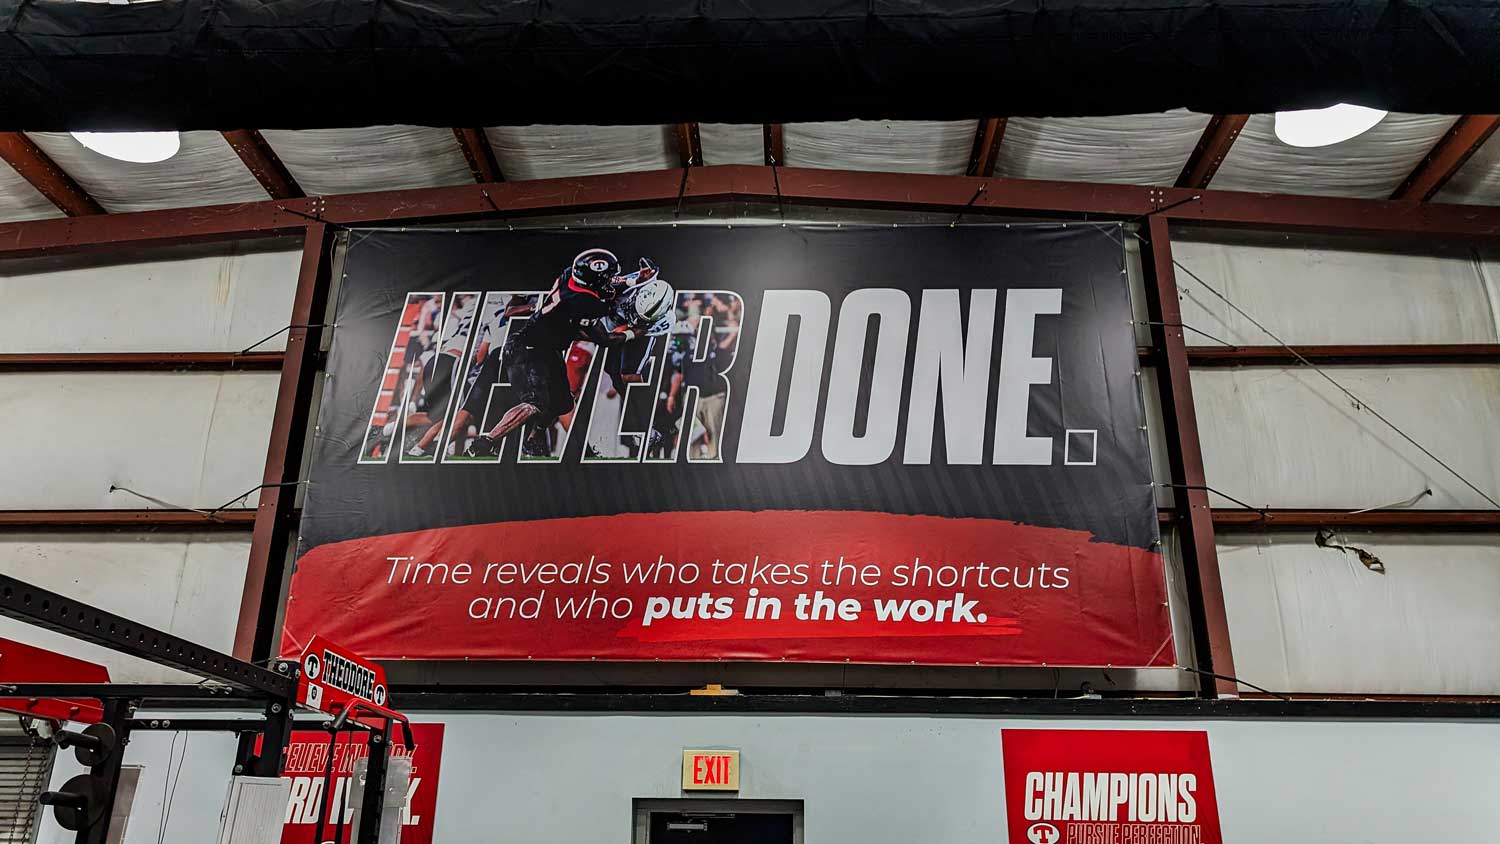 NEVER DONE.
Time reveals who takes the shortcuts
and who puts in the work.
T THEODORE T
EXIT
CHAMPIONS
T PURSUE PERFECTION.